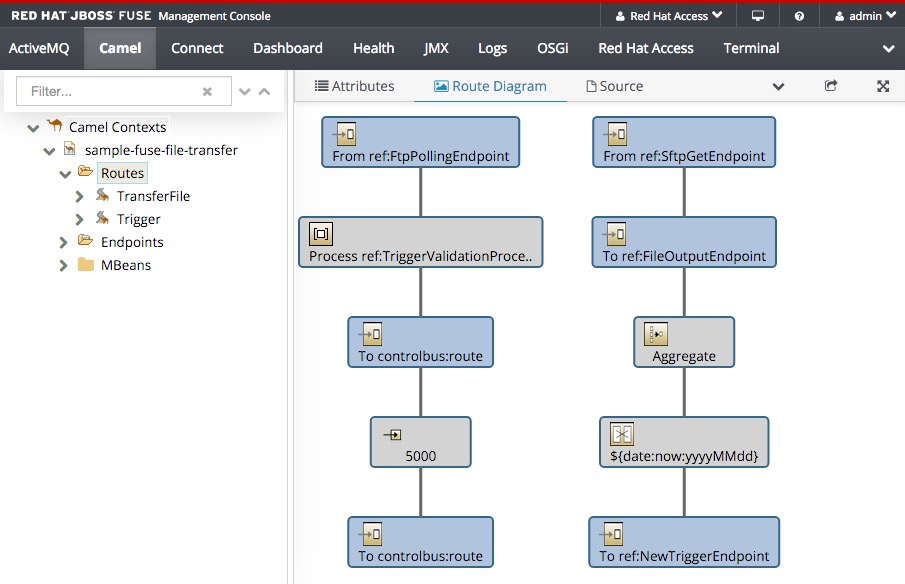 RED HAT JBOSS FUSE Management Console
Red Hat Access
admin
ActiveMQ Camel Connect Dashboard Health JMX Logs OSGi Red Hat Access Terminal
Filter...
Camel Contexts
sample-fuse-file-transfer
Routes
TransferFile
Trigger
Endpoints
MBeans
Attributes Route Diagram Source
From ref:FtpPollingEndpoint
Process ref:TriggerValidationProce..
To controlbus:route
5000
To controlbus:route
From ref:SftpGetEndpoint
To ref:FileOutputEndpoint
Aggregate
${date:now:yyyyMMdd}
To ref:NewTriggerEndpoint